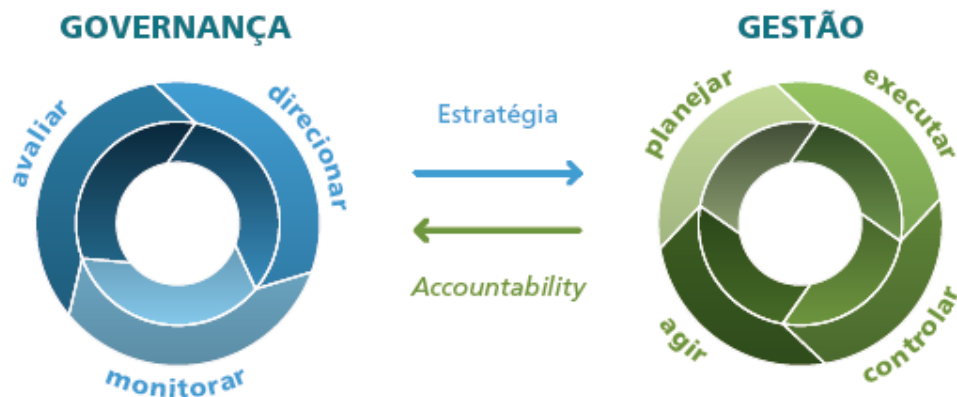 GOVERNANÇA
avaliar
direcionar
monitorar
Estratégia
Accountability
GESTÃO
planejar
executar
controlar
agir